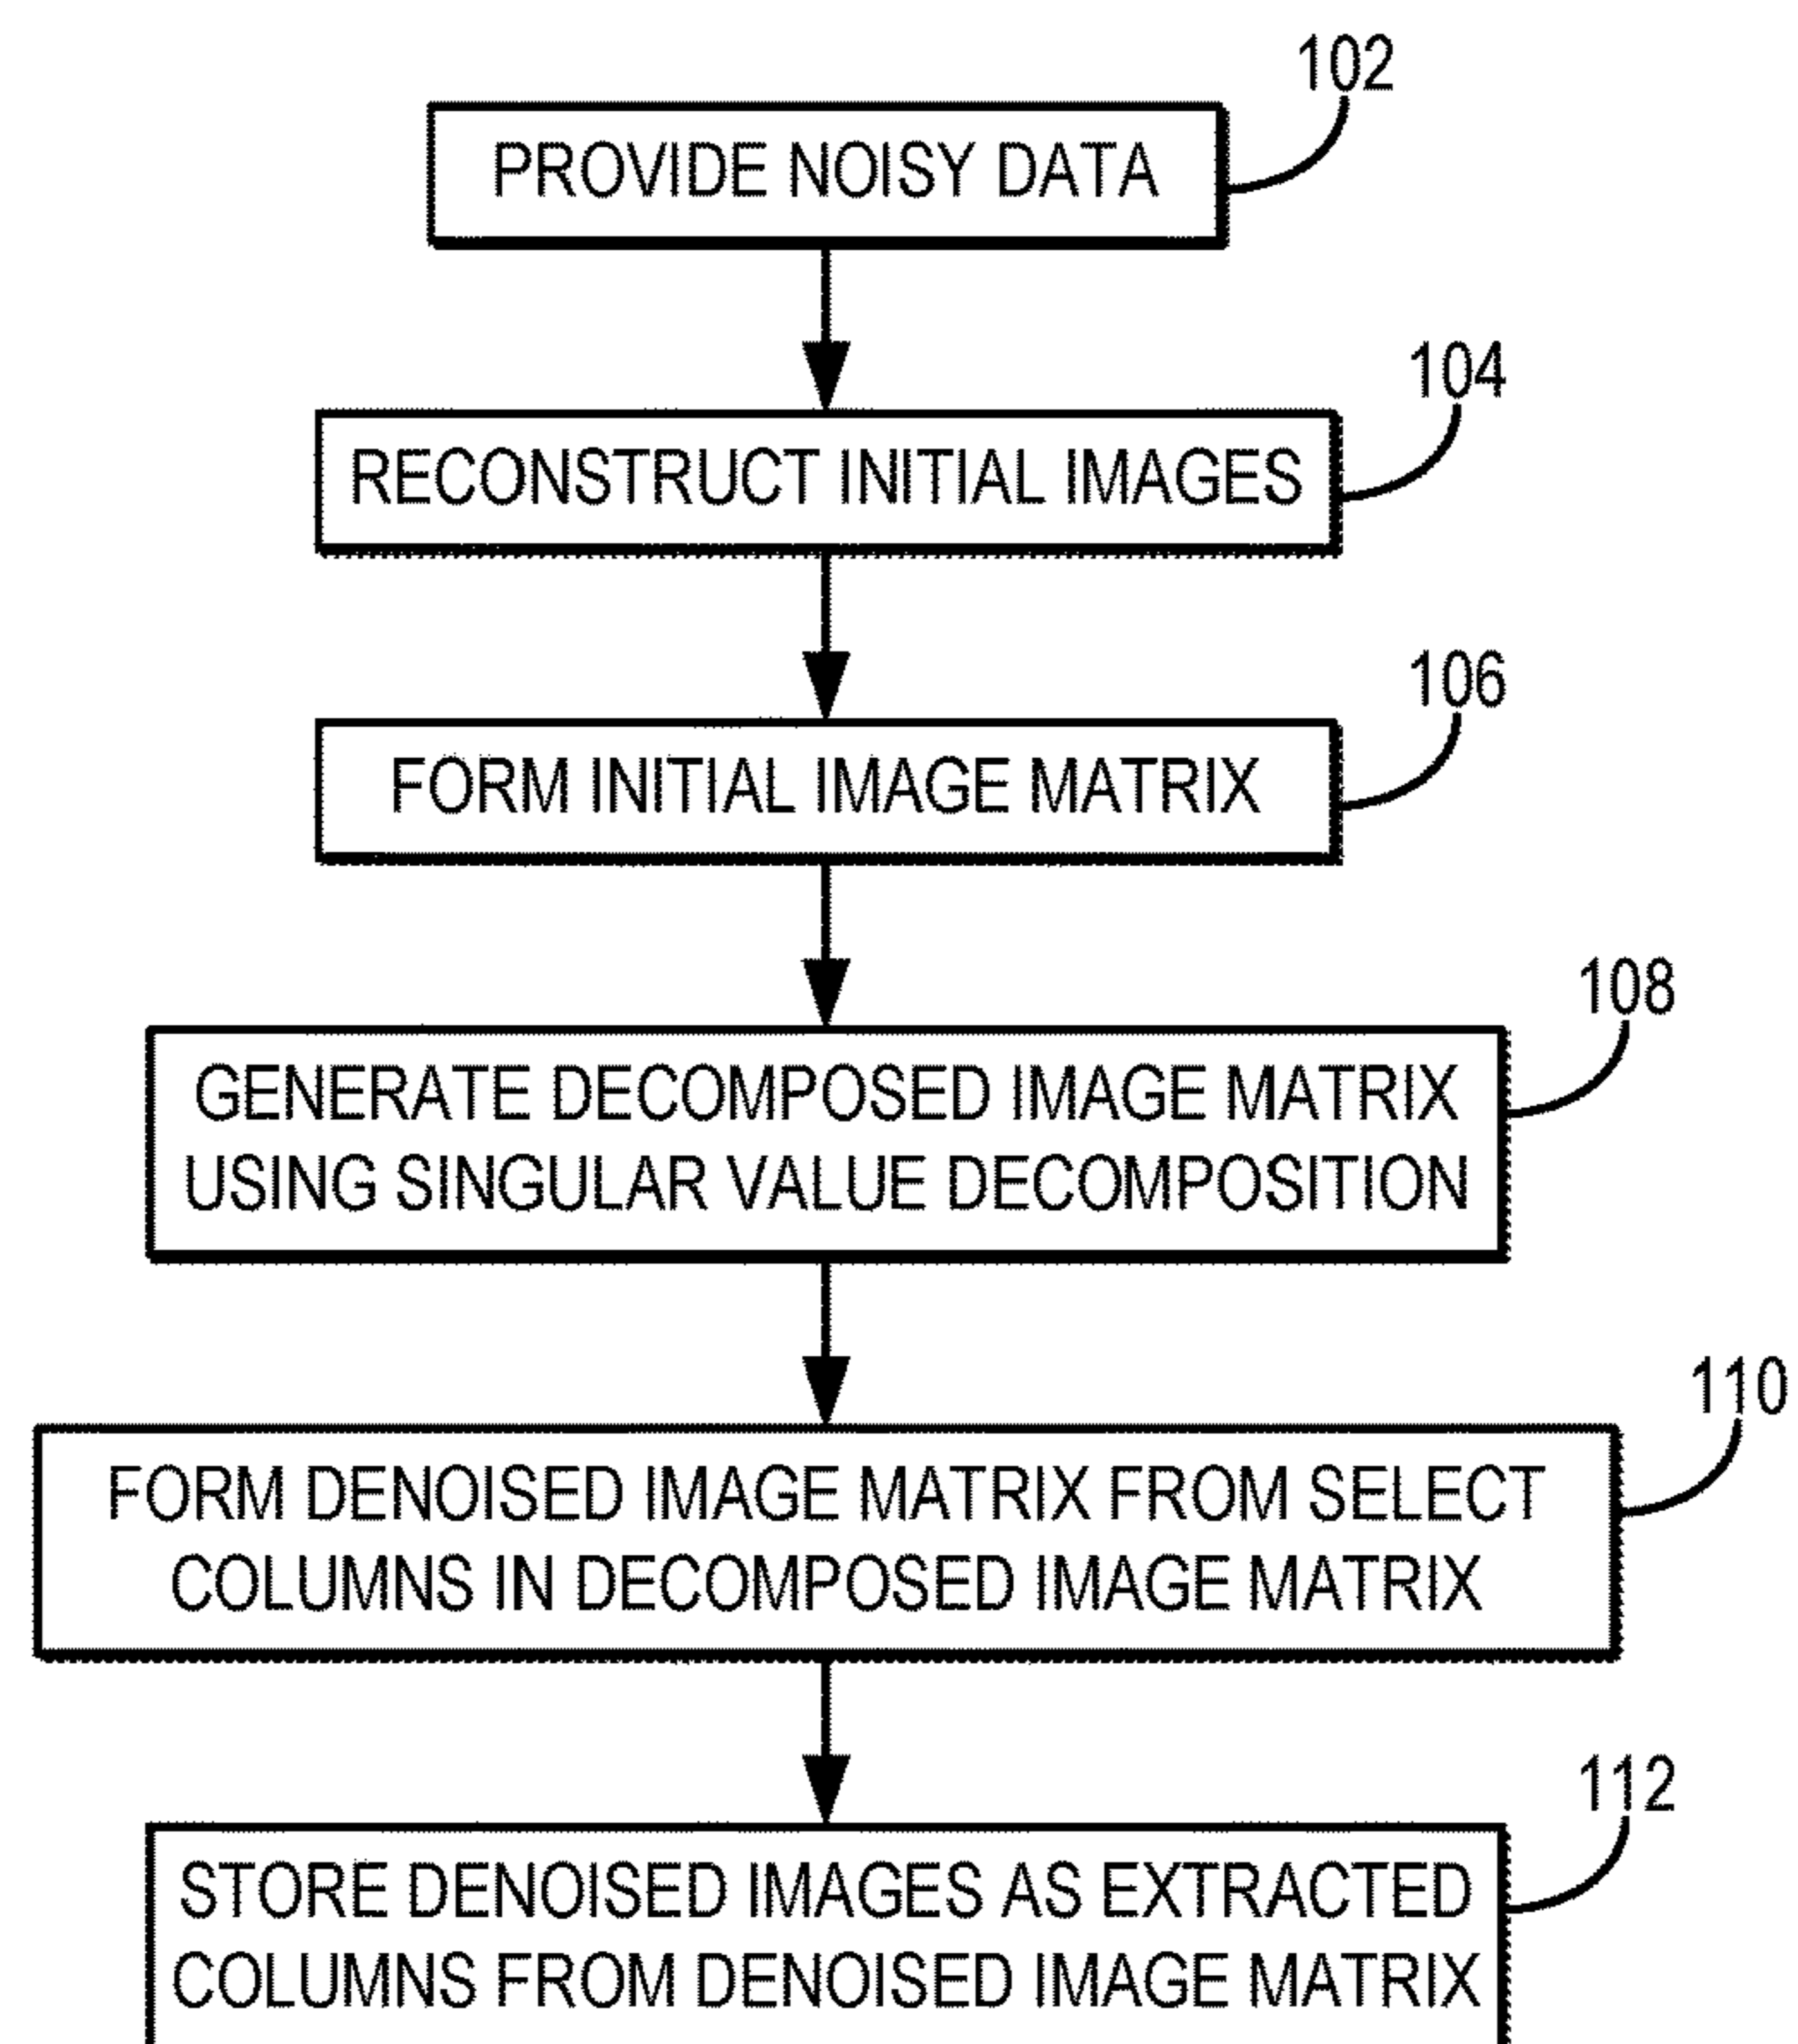 102
PROVIDE NOISY DATA
104
RECONSTRUCT INITIAL IMAGES
106
FORM INITIAL IMAGE MATRIX
108
GENERATE DECOMPOSED IMAGE MATRIX
USING SINGULAR VALUE DECOMPOSITION
110
FORM DENOISED IMAGE MATRIX FROM SELECT
COLUMNS IN DECOMPOSED IMAGE MATRIX
112
STORE DENOISED IMAGES AS EXTRACTED
COLUMNS FROM DENOISED IMAGE MATRIX